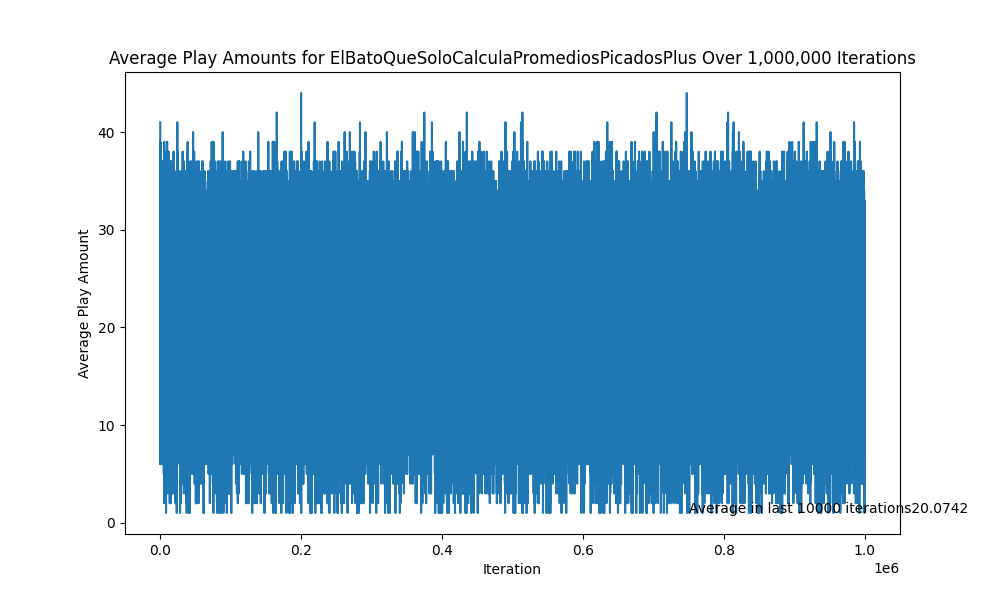 Average Play Amounts for ElBatoQueSoloCalculaPromediosPicadosPlus Over 1,000,000 Iterations
Average Play Amount
40
30
20
10
0
Average in last 10000 iterations20.0742
0.0 0.2 0.4 0.6 0.8 1.0
1e6
Iteration